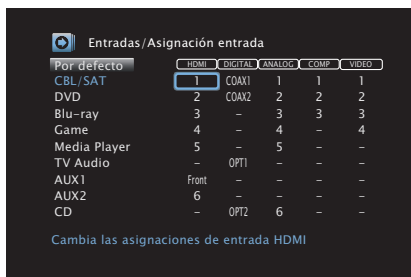 Entradas/Asignación entrada
Por defecto HDMI DIGITAL ANALOG COMP VIDEO
CBL/SAT 1 COAX1 1 1 1
DVD 2 COAX2 2 2 2
Blu-ray 3 – 3 3 3
Game 4 – 4 – 4
Media Player 5 – 5 – –
TV Audio – OPT1 – – –
AUX1 Front – – – –
AUX2 6 – – – –
CD – OPT2 6 – –
Cambia las asignaciones de entrada HDMI